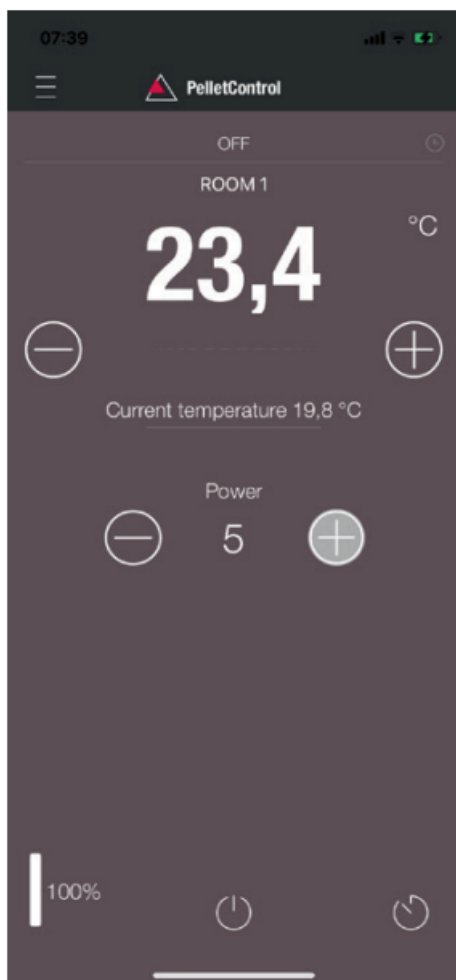 07:39
PelletControl
OFF
ROOM 1
23,4
°C
Current temperature 19,8 °C
Power
5
100%